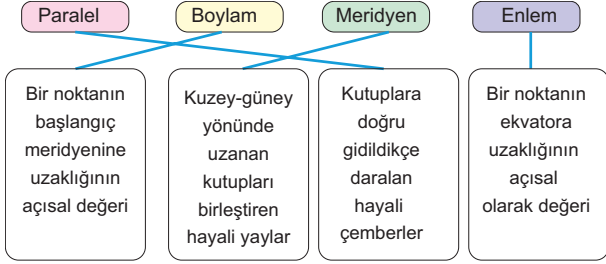 Paralel
Boylam
Meridyen
Enlem
Bir noktanın
başlangıç
meridyenine
uzaklığının
açısal değeri
Kuzey-güney
yönünde
uzanan
kutupları
birleştiren
hayali yaylar
Kutuplara
doğru
gidildikçe
daralan
hayali
çemberler
Bir noktanın
ekvatora
uzaklığının
açısal
olarak değeri